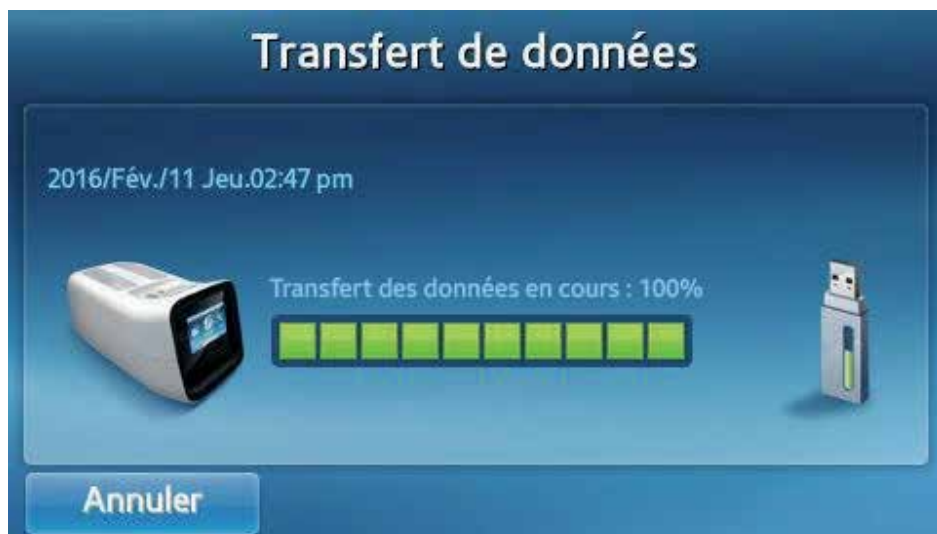 Transfert de données
2016/Fév./11 Jeu.02:47 pm
Transfert des données en cours : 100%
Annuler